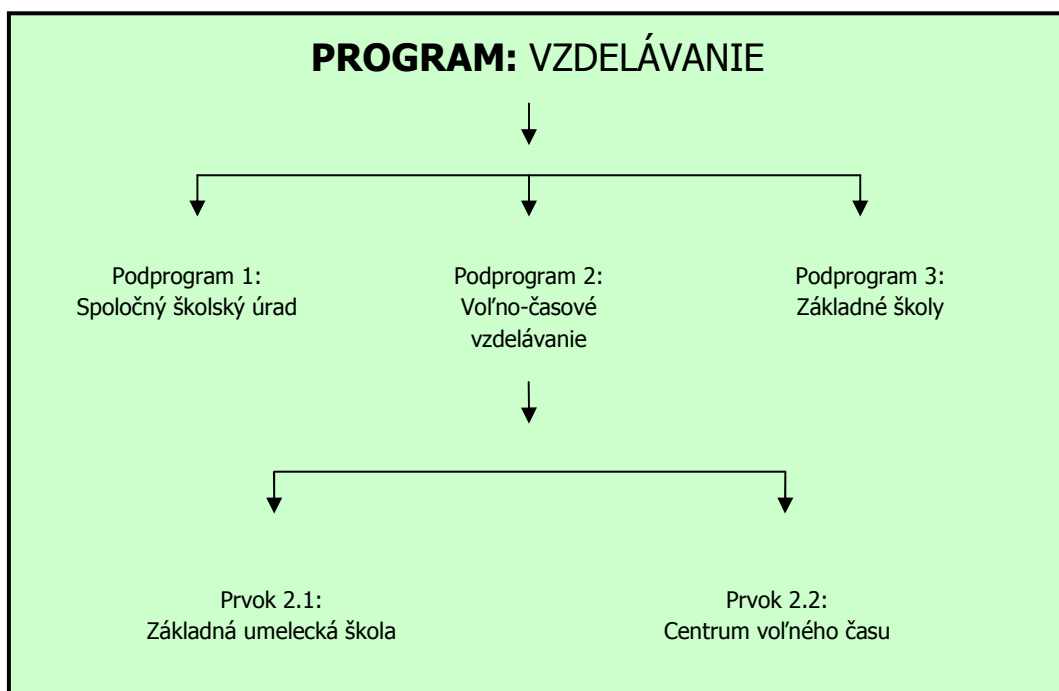 PROGRAM: VZDELÁVANIE
Podprogram 1:
Spoločný školský úrad
Podprogram 2:
Voľno-časové
vzdelávanie
Podprogram 3:
Základné školy
Prvok 2.1:
Základná umelecká škola
Prvok 2.2:
Centrum voľného času